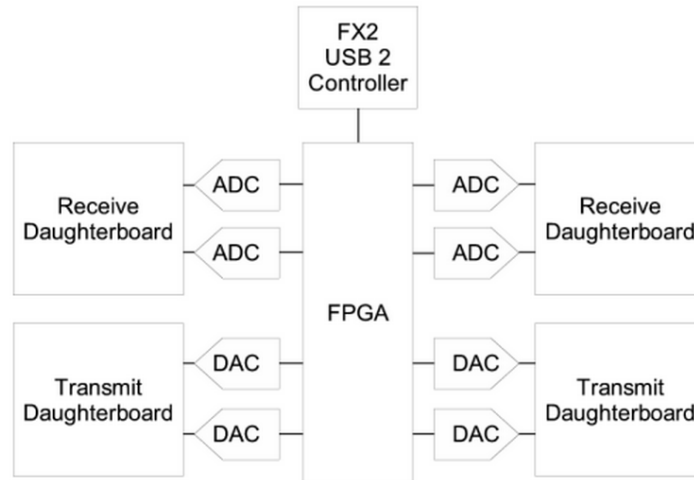 FX2
USB 2
Controller
Receive
Daughterboard
ADC
ADC
ADC
ADC
Receive
Daughterboard
FPGA
Transmit
Daughterboard
DAC
DAC
DAC
DAC
Transmit
Daughterboard